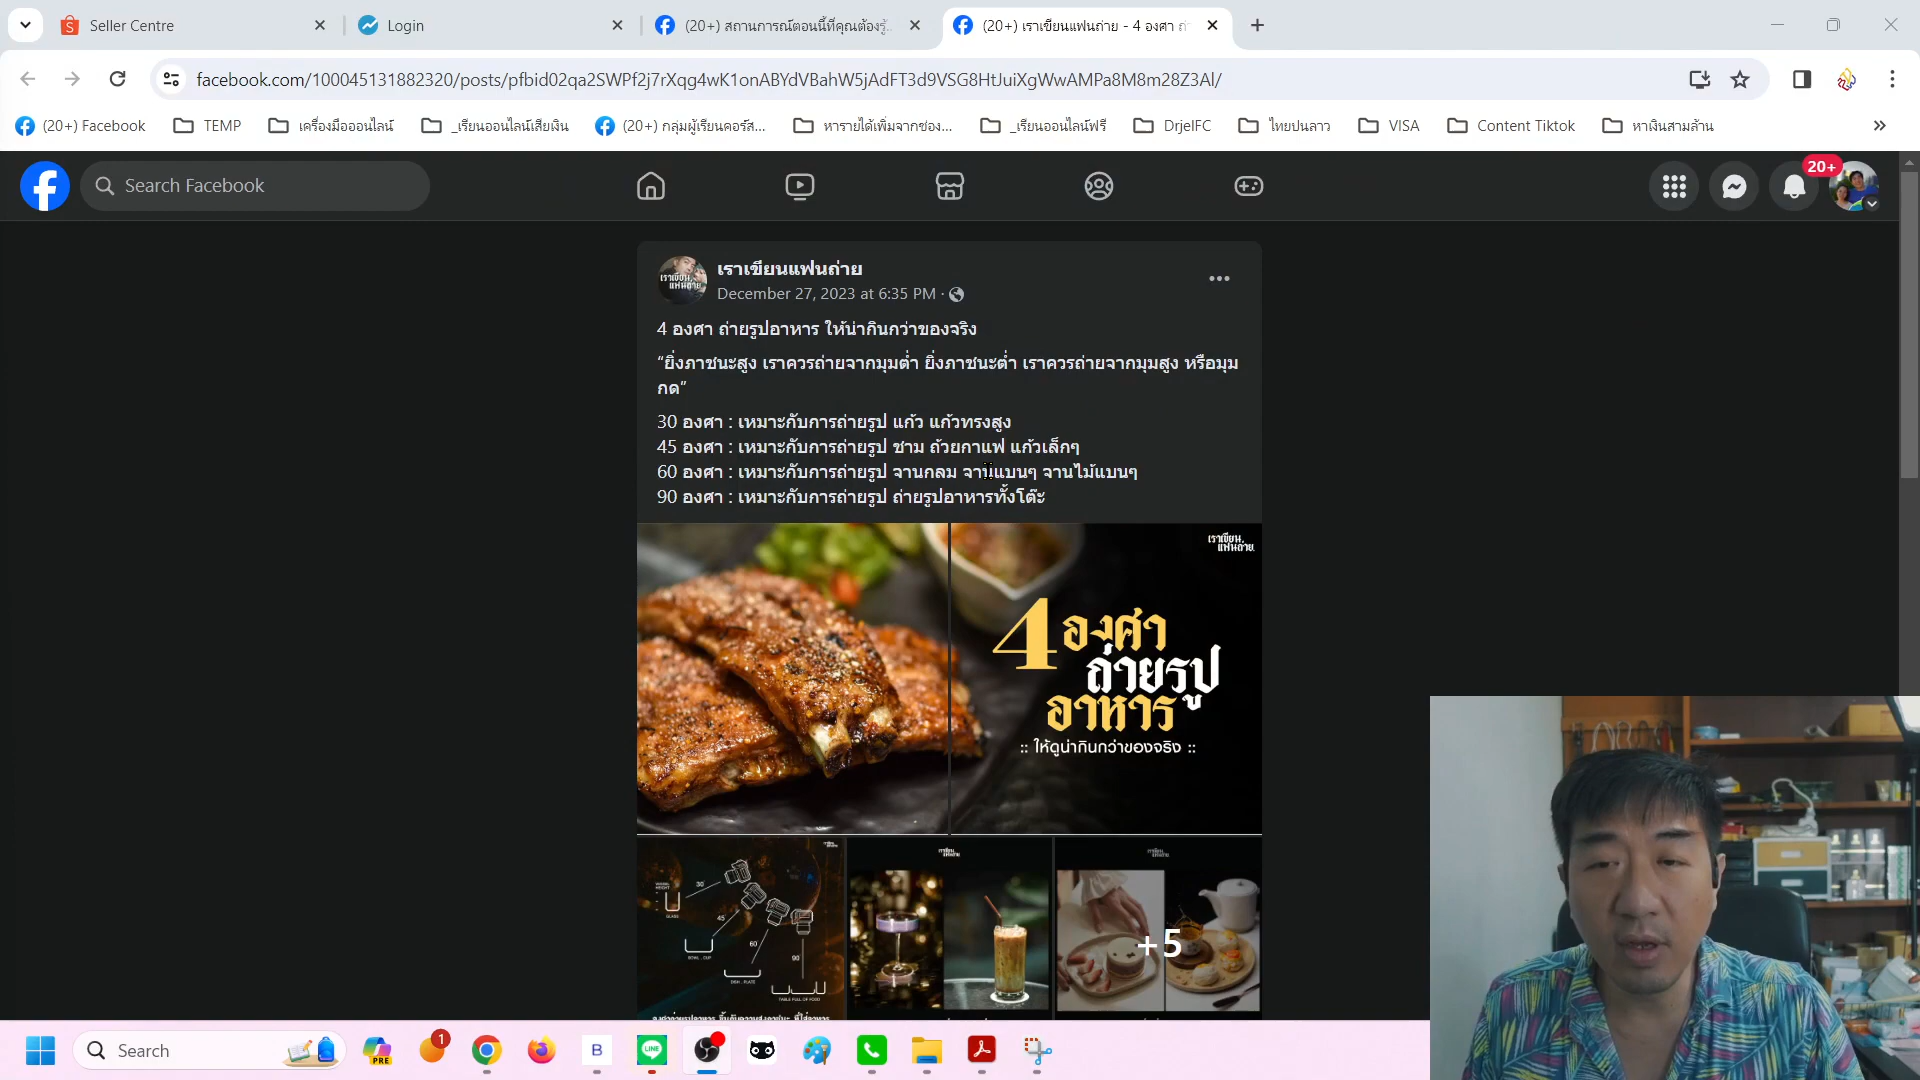 Seller Centre
Login
(20+) สถานการณ์ตอนนี้ที่คุณต้องรู้
(20+) เราเขียนแฟนถ่าย - 4 องศา ถ่า
facebook.com/100045131882320/posts/pfbid02qa2SWPf2j7rXqg4wK1onABYdVBahW5jAdFT3d9VSG8HtJuiXgWwAMPa8M8m28Z3Al/
(20+) Facebook
TEMP
เครื่องมือออนไลน์
_เรียนออนไลน์เสียเงิน
(20+) กลุ่มผู้เรียนคอร์ส...
หารายได้เพิ่มจากช่อง...
_เรียนออนไลน์ฟรี
DrjelFC
ไทยปนลาว
VISA
Content Tiktok
หาเงินสามล้าน
Search Facebook
20+
เราเขียนแฟนถ่าย
December 27, 2023 at 6:35 PM ·
4 องศา ถ่ายรูปอาหาร ให้น่ากินกว่าของจริง
“ยิ่งภาชนะสูง เราควรถ่ายจากมุมต่ำ ยิ่งภาชนะต่ำ เราควรถ่ายจากมุมสูง หรือมุม
กด”
30 องศา : เหมาะกับการถ่ายรูป แก้ว แก้วทรงสูง
45 องศา : เหมาะกับการถ่ายรูป ชาม ถ้วยกาแฟ แก้วเล็กๆ
60 องศา : เหมาะกับการถ่ายรูป จานกลม จานแบนๆ จานไม้แบนๆ
90 องศา : เหมาะกับการถ่ายรูป ถ่ายรูปอาหารทั้งโต๊ะ
เราเขียน,
แฟนถ่าย.
4 องศา
ถ่ายรูป
อาหาร
:: ให้ดูน่ากินกว่าของจริง ::
30
GLASS
45
BOWL , CUP
60
DISH , PLATE
90
TABLE FULL OF FOOD
+5
Search
PRE
1
B
LINE